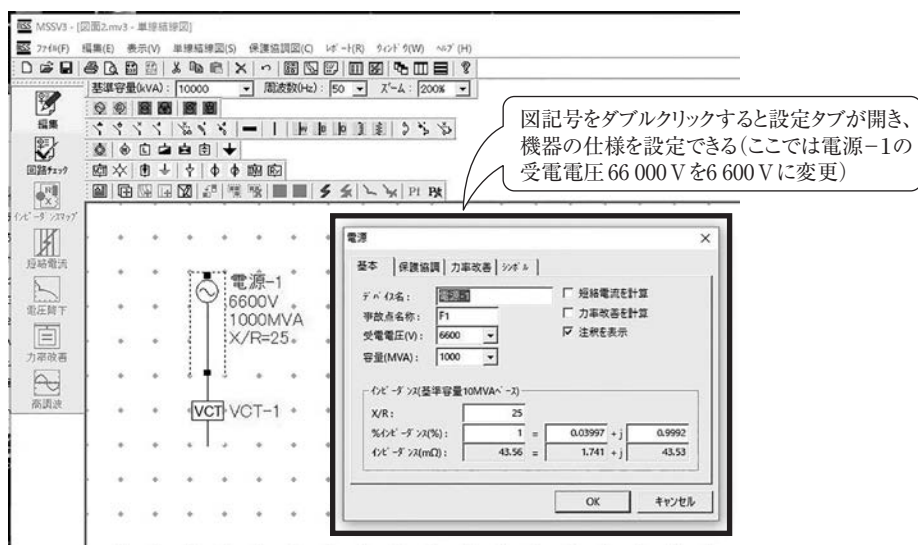 MSSV3 - [図面2.mv3 - 単線結線図]
ファイル(F) 編集(E) 表示(V) 単線結線図(S) 保護協調図(C) レポート(R) ウィンドウ(W) ヘルプ(H)
基準容量(kVA): 10000 周波数(Hz): 50 ズーム: 200%
編集
回路チェック
インピーダンスマップ
短絡電流
電圧降下
力率改善
高調波
PI
図記号をダブルクリックすると設定タブが開き、
機器の仕様を設定できる(ここでは電源−1の
受電電圧66 000 Vを6 600 Vに変更)
電源-1
6600V
1000MVA
X/R=25
VCT VCT-1
電源 ×
基本 保護協調 力率改善 シンボル
デバイス名: 電源-1 短絡電流を計算
事故点名称: F1 力率改善を計算
受電電圧(V): 6600 注釈を表示
容量(MVA): 1000
インピーダンス(基準容量10MVAベース)
X/R: 25
%インピーダンス(%): 1 = 0.03997 + j 0.9992
インピーダンス(mΩ): 43.56 = 1.741 + j 43.53
OK キャンセル